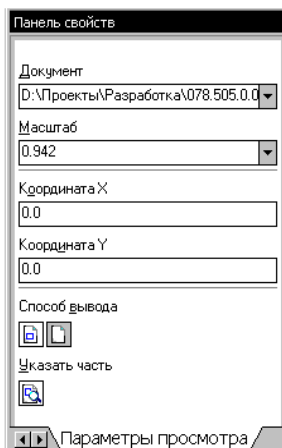 Панель свойств
Документ
D:\Проекты\Разработка\078.505.0.0
Масштаб
0.942
Координата X
0.0
Координата Y
0.0
Способ вывода
Указать часть
Параметры просмотра